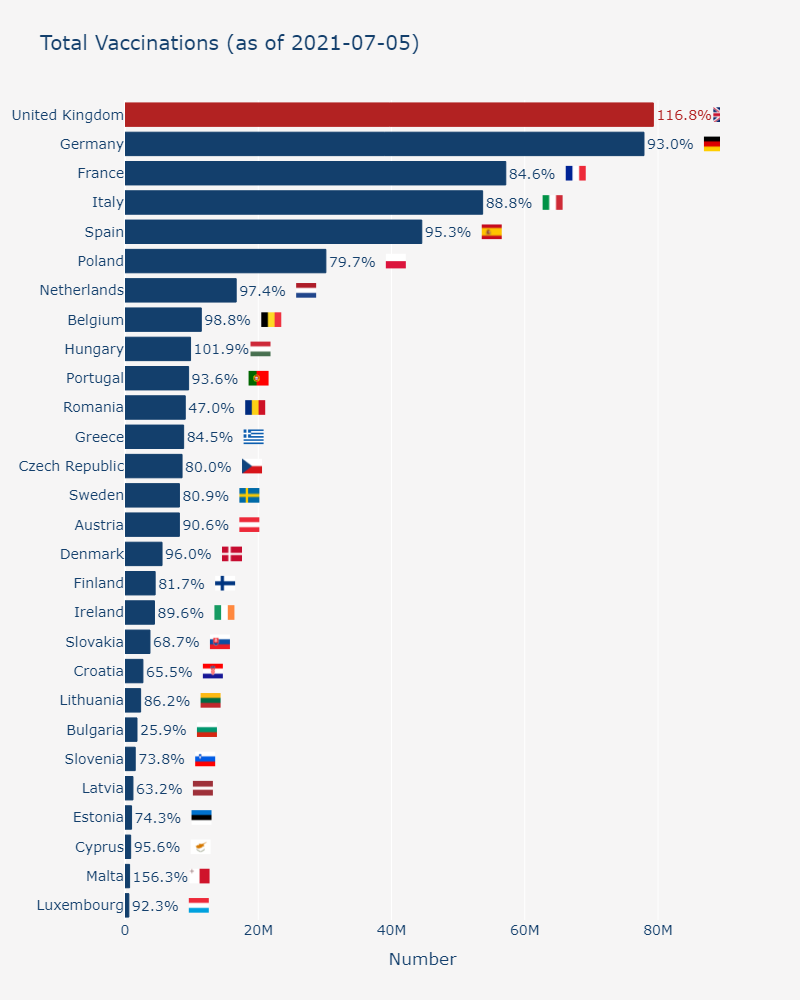 Total Vaccinations (as of 2021-07-05)
United Kingdom 116.8%
Germany 93.0%
France 84.6%
Italy 88.8%
Spain 95.3%
Poland 79.7%
Netherlands 97.4%
Belgium 98.8%
Hungary 101.9%
Portugal 93.6%
Romania 47.0%
Greece 84.5%
Czech Republic 80.0%
Sweden 80.9%
Austria 90.6%
Denmark 96.0%
Finland 81.7%
Ireland 89.6%
Slovakia 68.7%
Croatia 65.5%
Lithuania 86.2%
Bulgaria 25.9%
Slovenia 73.8%
Latvia 63.2%
Estonia 74.3%
Cyprus 95.6%
Malta 156.3%
Luxembourg 92.3%
0 20M 40M 60M 80M
Number